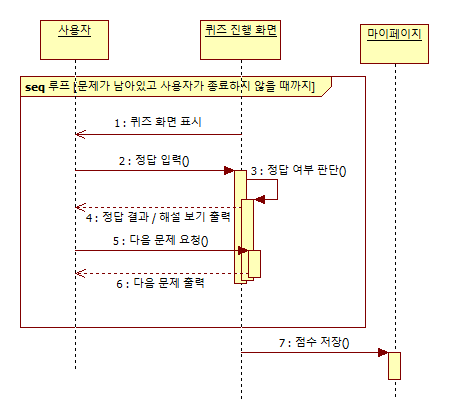 사용자
퀴즈 진행 화면
마이페이지
seq 루프 [문제가 남아있고 사용자가 종료하지 않을 때까지]
1 : 퀴즈 화면 표시
2 : 정답 입력()
3 : 정답 여부 판단()
4 : 정답 결과 / 해설 보기 출력
5 : 다음 문제 요청()
6 : 다음 문제 출력
7 : 점수 저장()